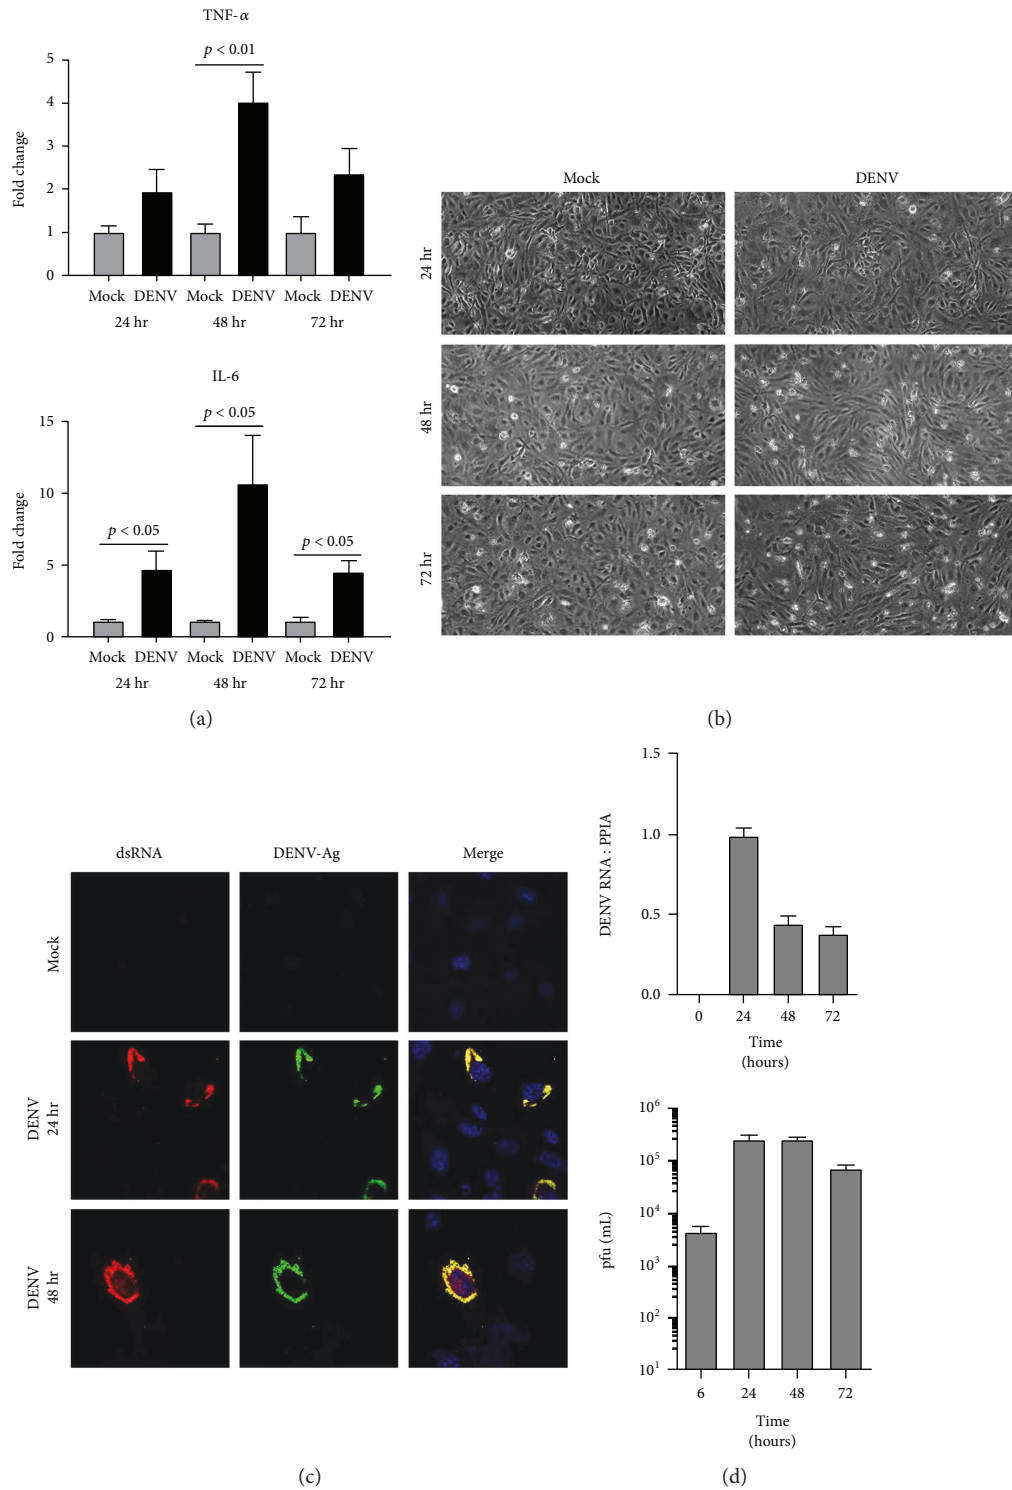 TNF-α
p < 0.01
Fold change
5
4
3
2
1
0
Mock DENV Mock DENV Mock DENV
24 hr 48 hr 72 hr
IL-6
p < 0.05
p < 0.05
p < 0.05
Fold change
15
10
5
0
Mock DENV Mock DENV Mock DENV
24 hr 48 hr 72 hr
(a)
Mock DENV
24 hr
48 hr
72 hr
(b)
dsRNA DENV-Ag Merge
Mock
DENV
24 hr
DENV
48 hr
(c)
DENV RNA : PPIA
1.5
1.0
0.5
0.0
0 24 48 72
Time
(hours)
pfu (mL)
10⁶
10⁵
10⁴
10³
10²
10¹
6 24 48 72
Time
(hours)
(d)